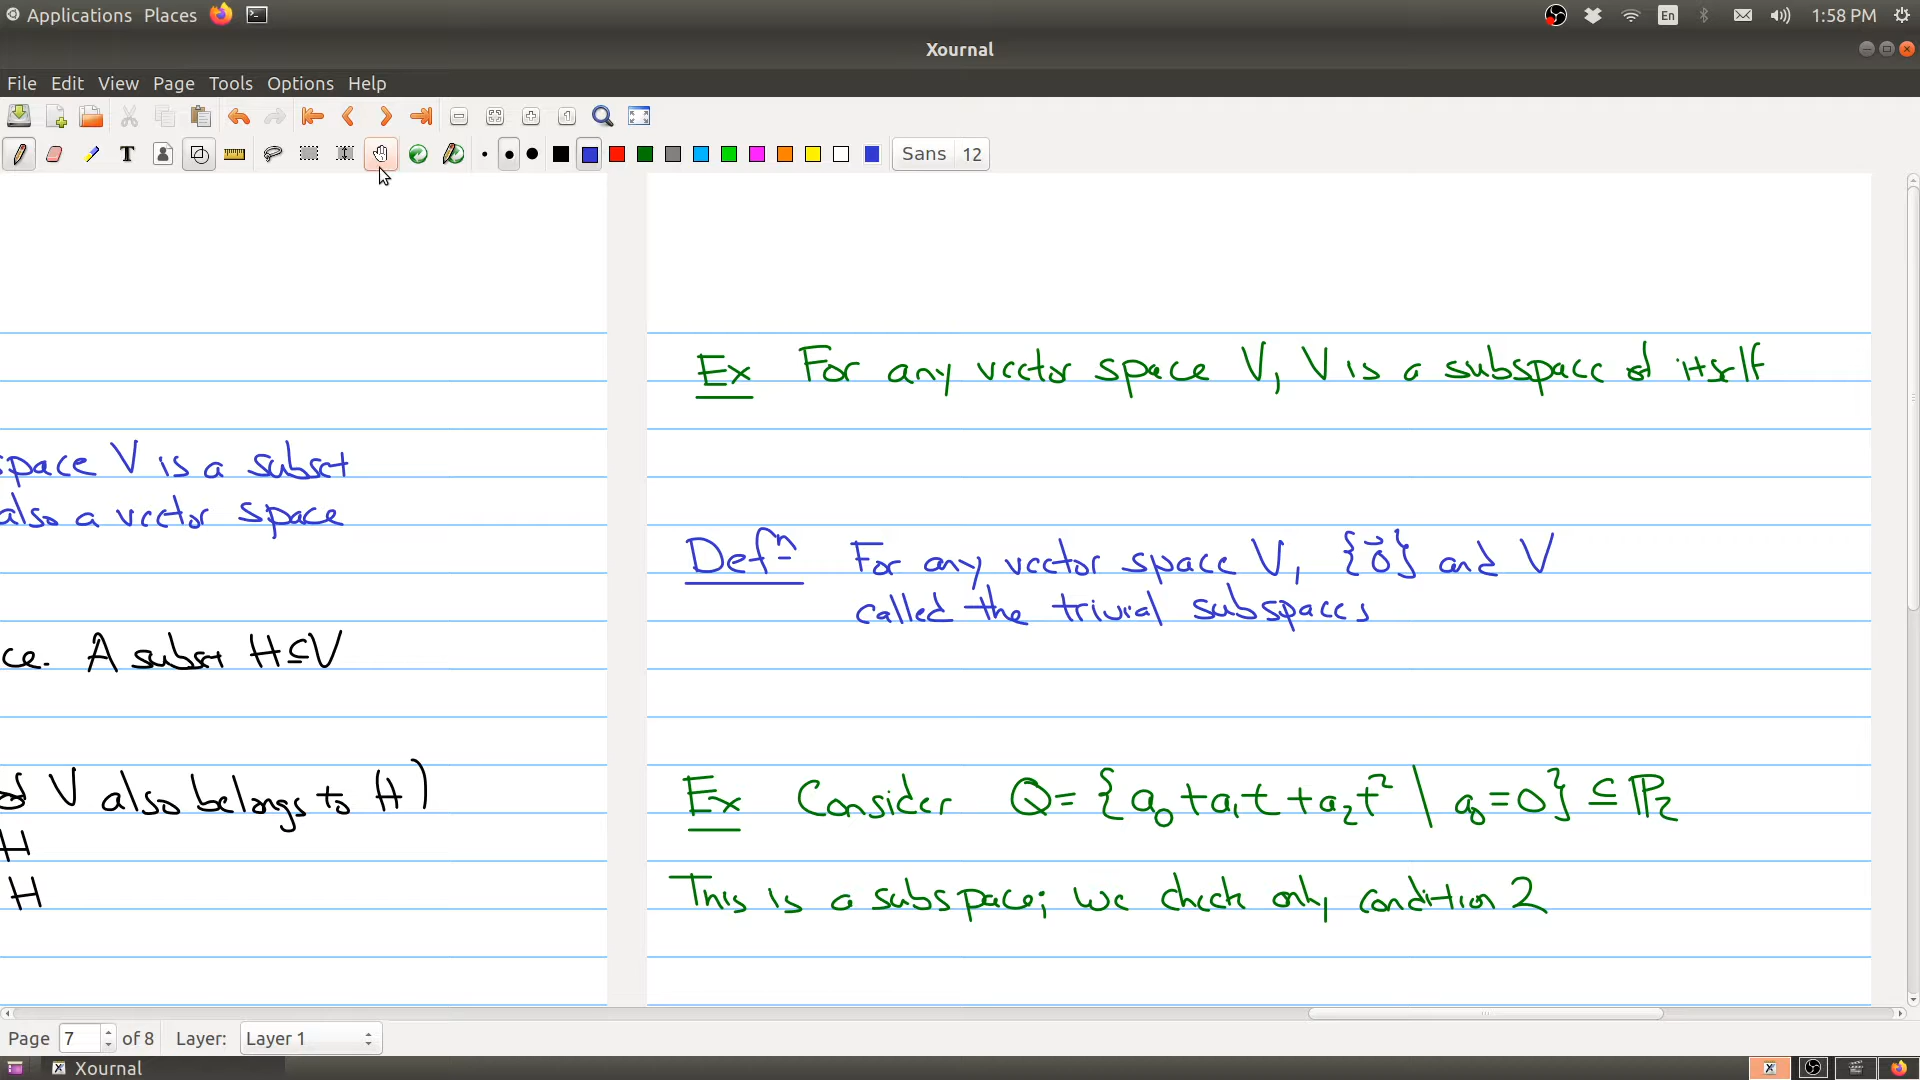 Applications Places En 1:58 PM
Xournal
File Edit View Page Tools Options Help
T Sans 12
space V is a subset
also a vector space
ce. A subset H⊆V
of V also belongs to H)
H
H
Ex For any vector space V, V is a subspace of itself
Defⁿ For any vector space V, {0⃗} and V
called the trivial subspaces
Ex Consider Q= {a₀+a₁t+a₂t² | a₀=0} ⊆ ℙ₂
This is a subspace; we check only condition 2
Page 7 of 8 Layer: Layer 1
Xournal